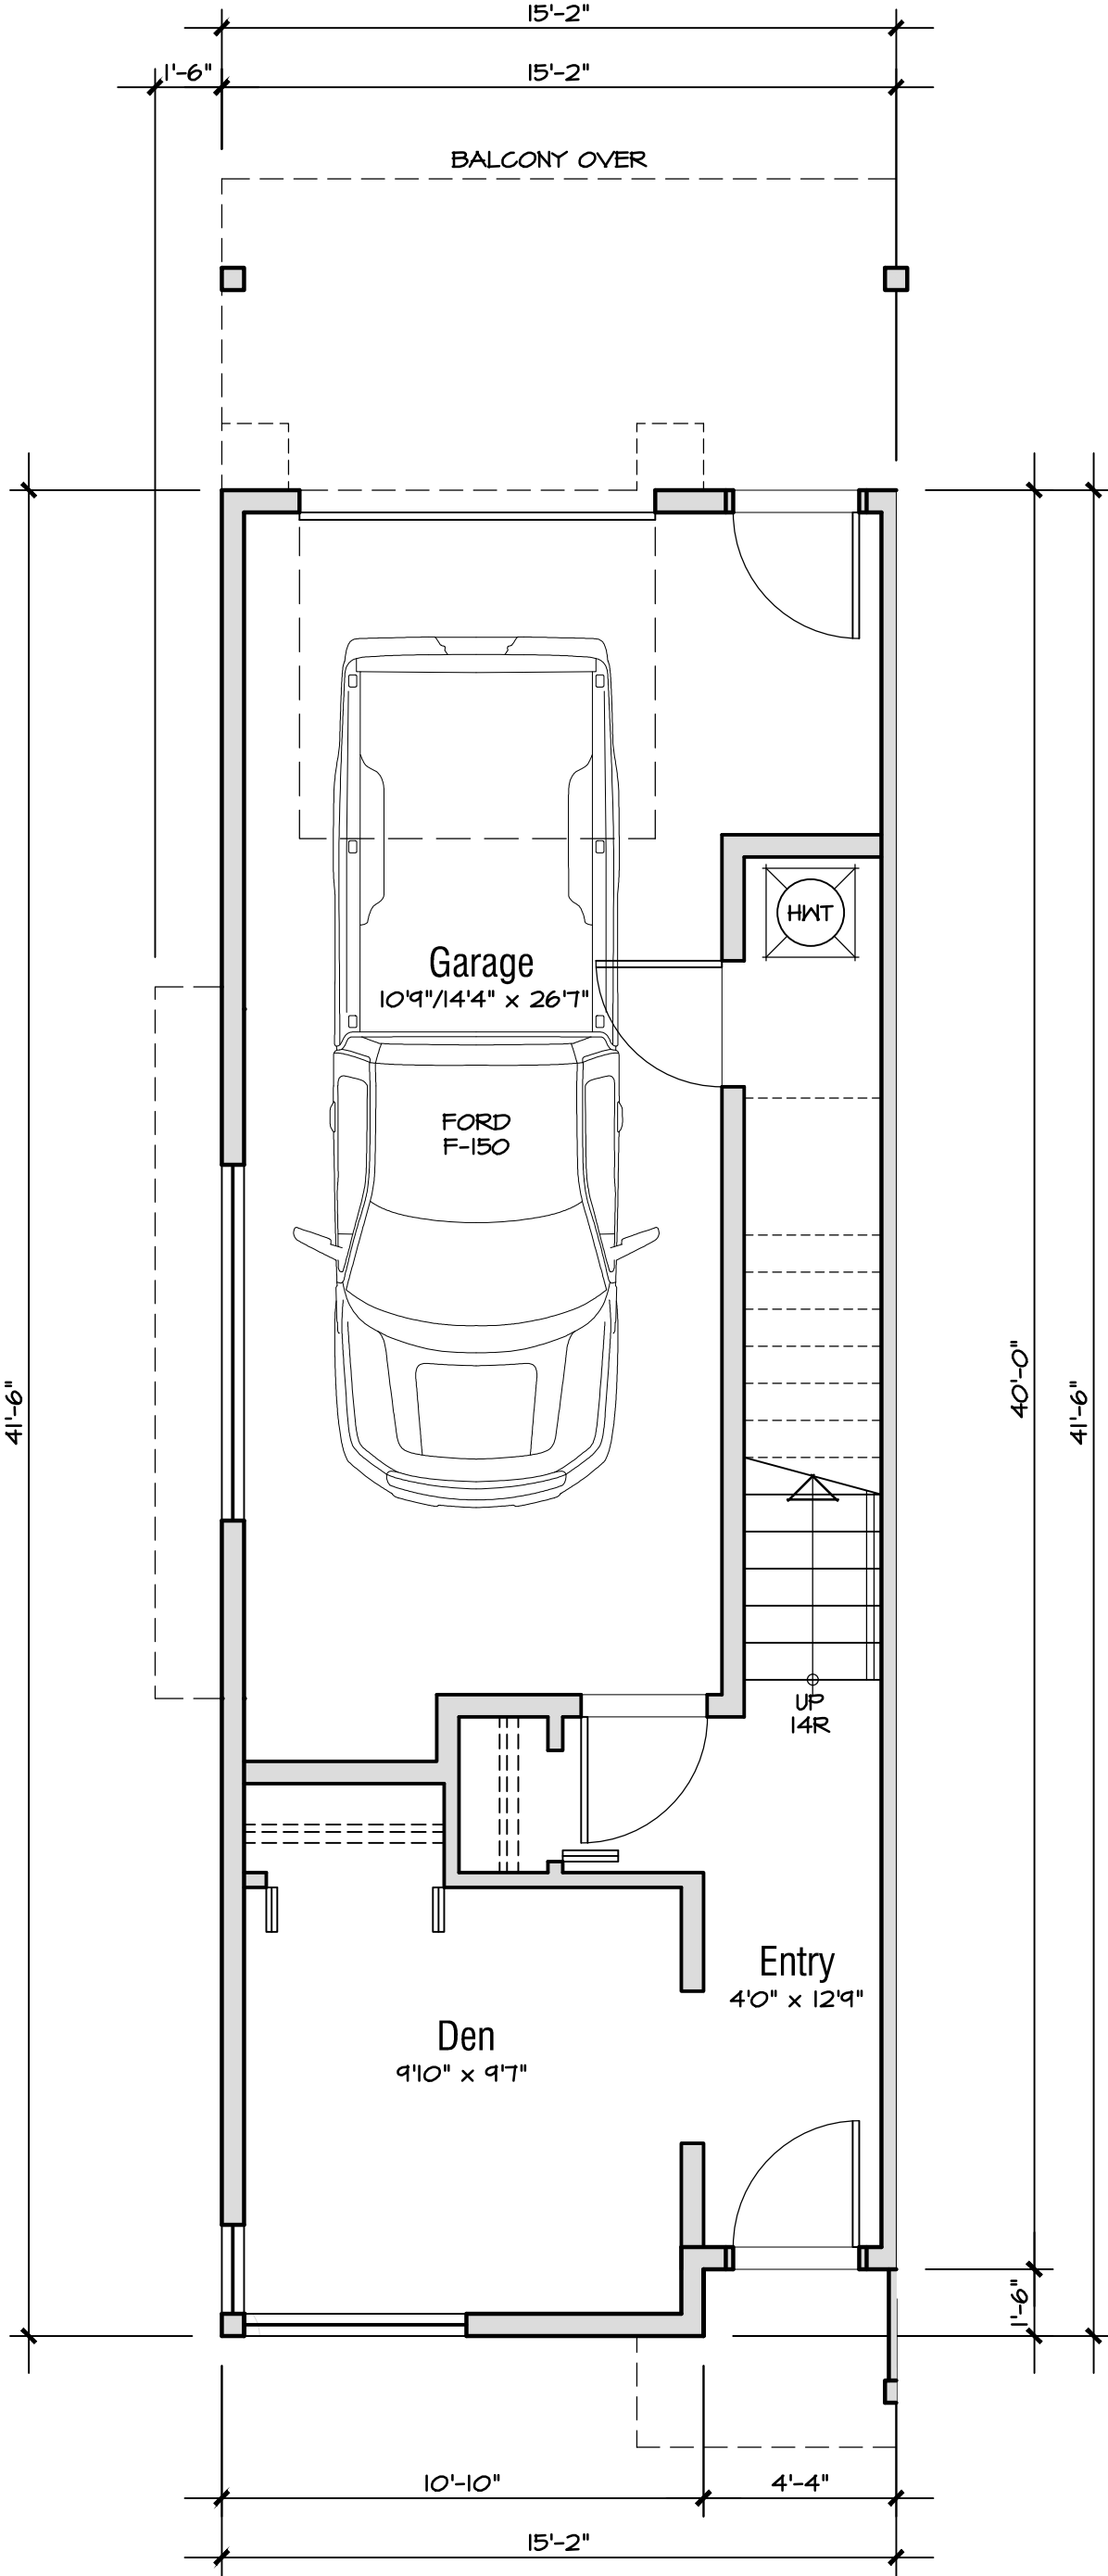 15'-2"
1'-6"
15'-2"
BALCONY OVER
HWT
Garage
10'9"/14'4" x 26'7"
FORD
F-150
41'-6"
40'-0"
41'-6"
UP
14R
Entry
4'0" x 12'9"
Den
9'10" x 9'7"
1'-6"
10'-10"
4'-4"
15'-2"